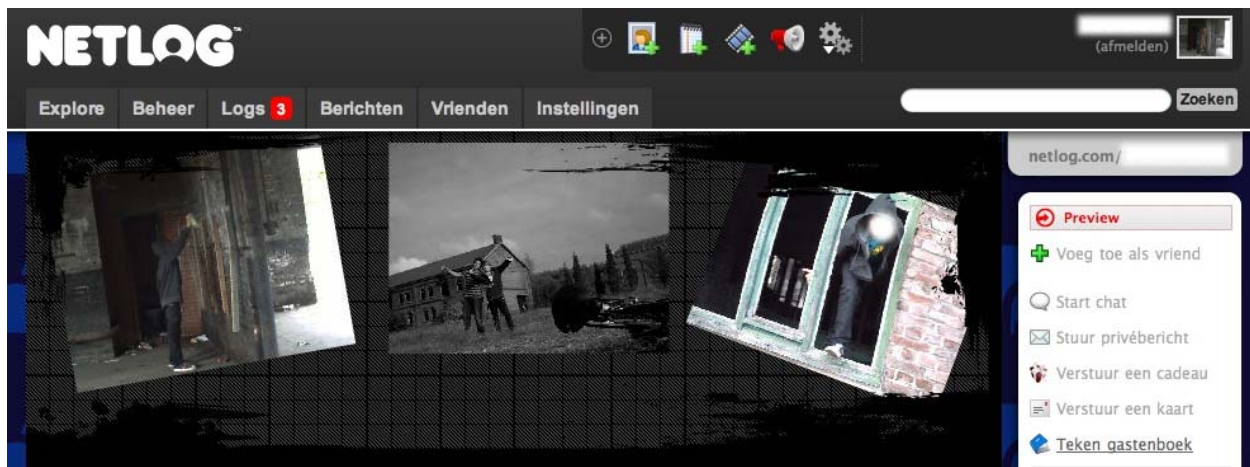 NETLOG™
(afmelden)
Explore Beheer Logs 3 Berichten Vrienden Instellingen Zoeken
netlog.com/
Preview
Voeg toe als vriend
Start chat
Stuur privébericht
Verstuur een cadeau
Verstuur een kaart
Teken gastenboek